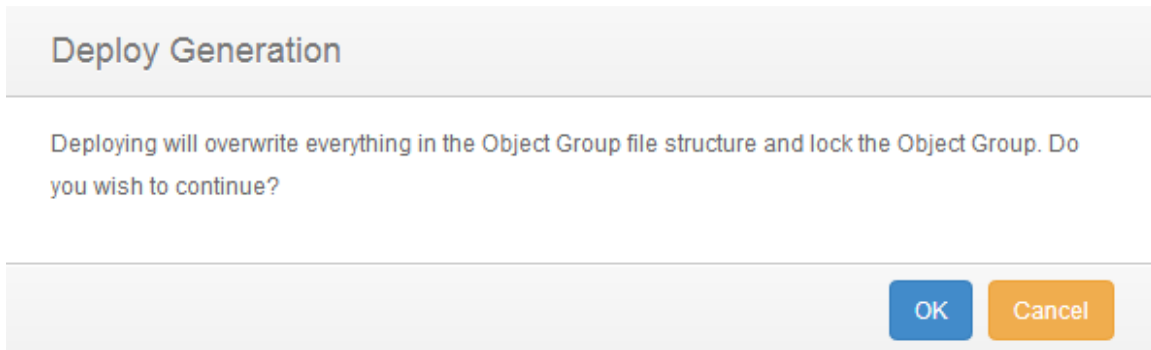 Deploy Generation
Deploying will overwrite everything in the Object Group file structure and lock the Object Group. Do
you wish to continue?
OK Cancel